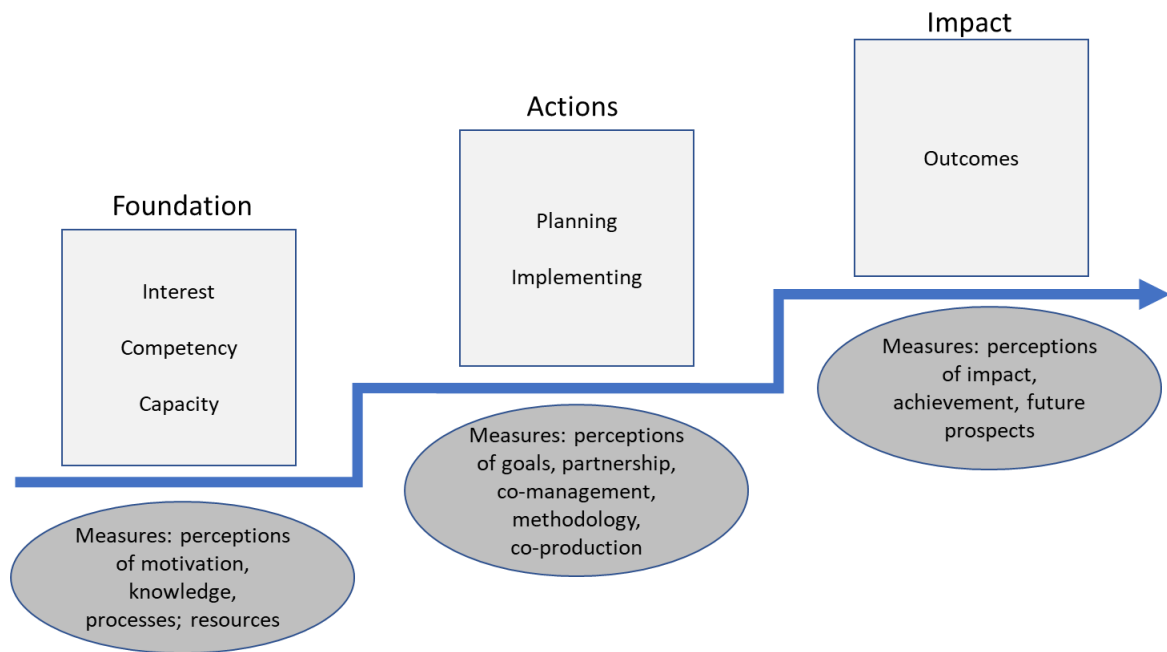 Foundation
Interest
Competency
Capacity
Measures: perceptions
of motivation,
knowledge,
processes; resources
Actions
Planning
Implementing
Measures: perceptions
of goals, partnership,
co-management,
methodology,
co-production
Impact
Outcomes
Measures: perceptions
of impact,
achievement, future
prospects